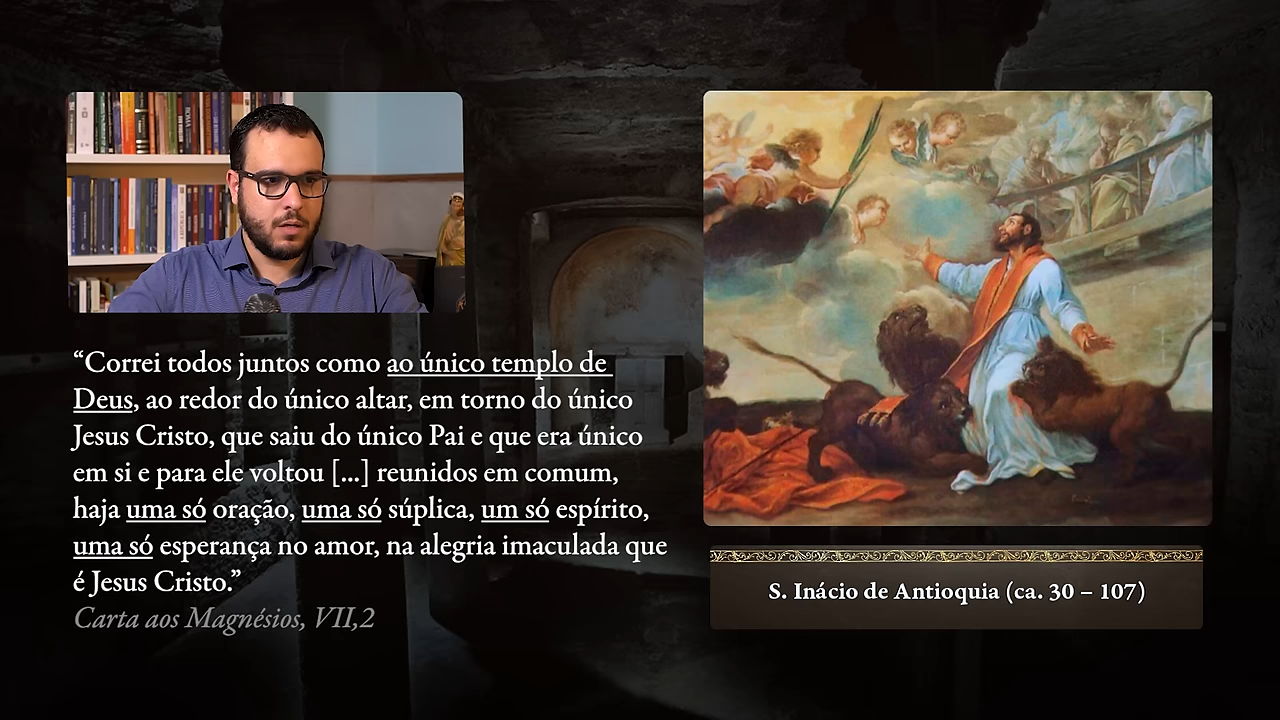 “Correi todos juntos como ao único templo de
Deus, ao redor do único altar, em torno do único
Jesus Cristo, que saiu do único Pai e que era único
em si e para ele voltou [...] reunidos em comum,
haja uma só oração, uma só súplica, um só espírito,
uma só esperança no amor, na alegria imaculada que
é Jesus Cristo.”
Carta aos Magnésios, VII,2
S. Inácio de Antioquia (ca. 30 – 107)